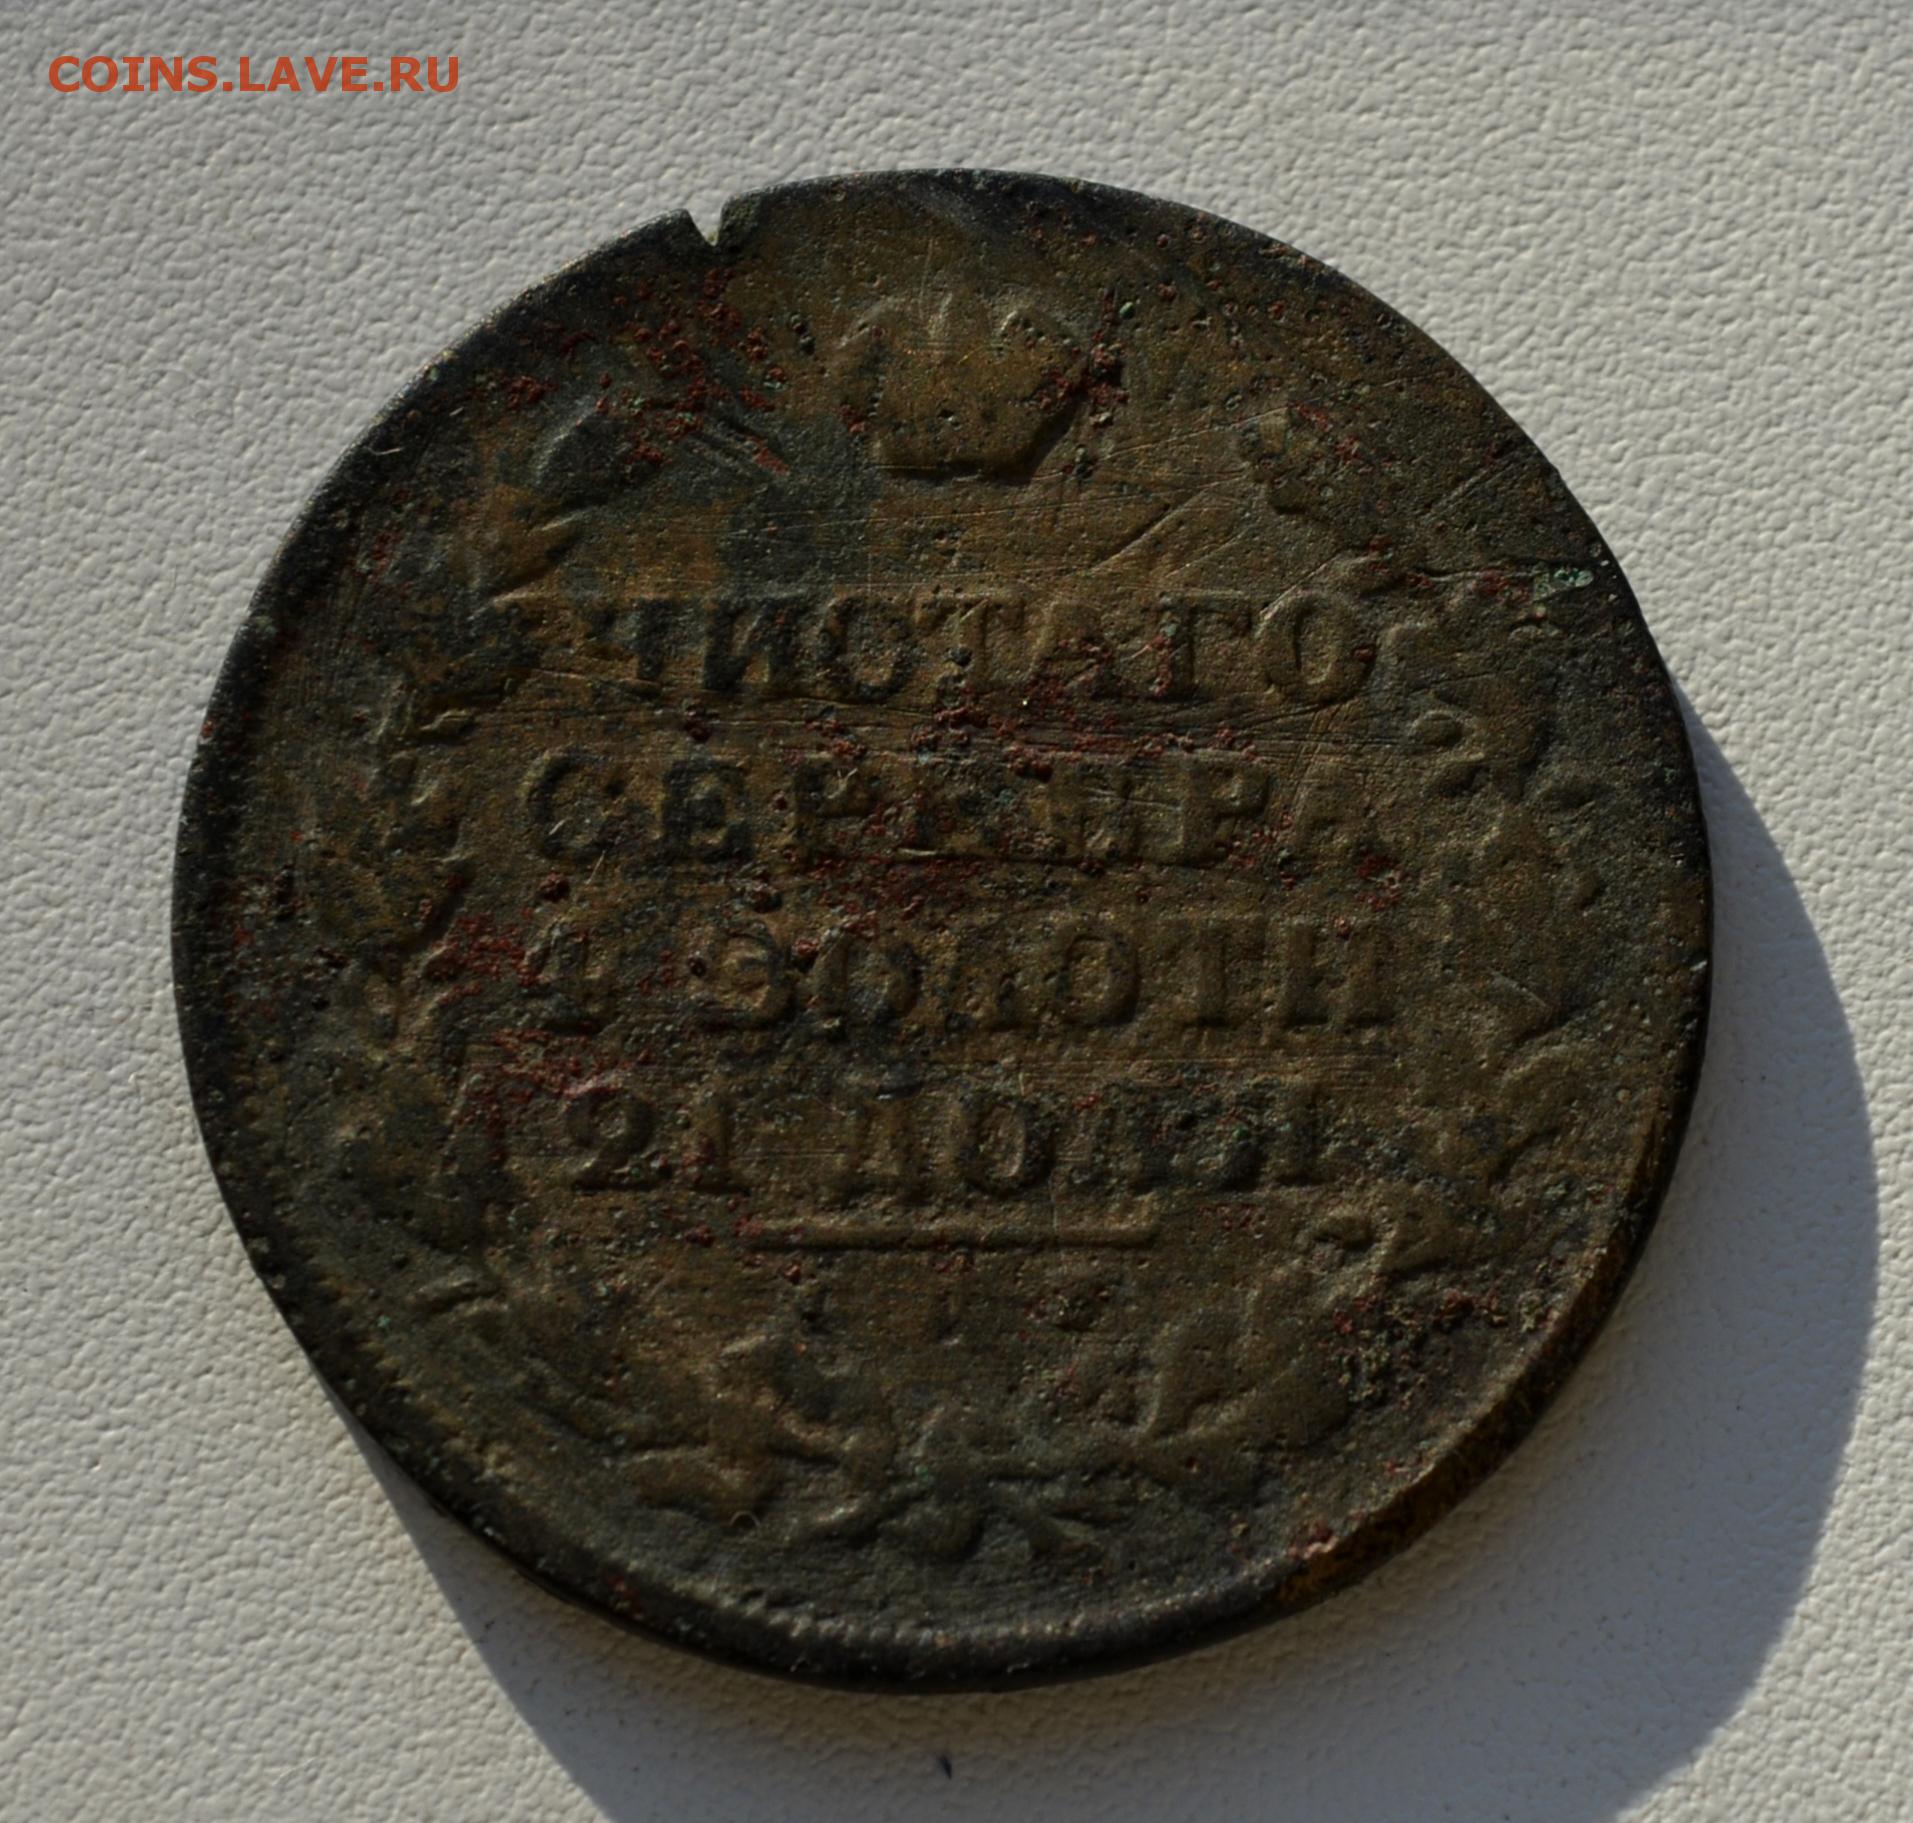 COINS.LAVE.RU
ЧИСТАГО
СЕРЕБРА
4 ЗОЛОТН
21 ДОЛЯ